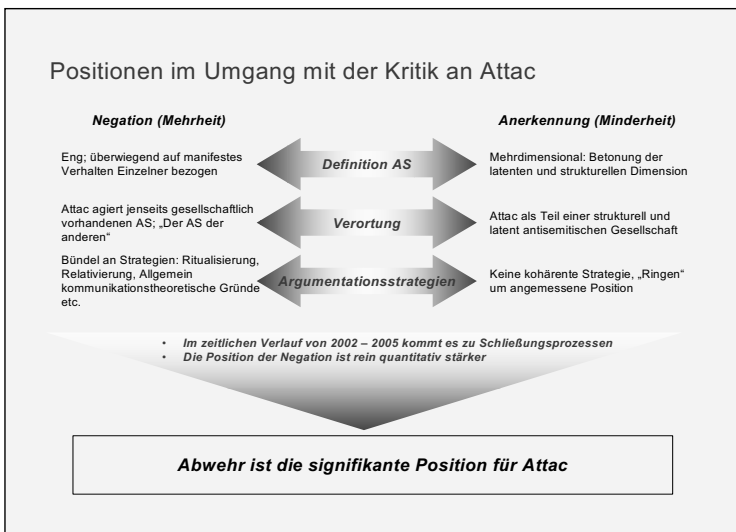 Positionen im Umgang mit der Kritik an Attac
Negation (Mehrheit)
Anerkennung (Minderheit)
Eng; überwiegend auf manifestes
Verhalten Einzelner bezogen
Definition AS
Mehrdimensional: Betonung der
latenten und strukturellen Dimension
Attac agiert jenseits gesellschaftlich
vorhandenen AS; „Der AS der
anderen“
Verortung
Attac als Teil einer strukturell und
latent antisemitischen Gesellschaft
Bündel an Strategien: Ritualisierung,
Relativierung, Allgemein
kommunikationstheoretische Gründe
etc.
Argumentationsstrategien
Keine kohärente Strategie, „Ringen“
um angemessene Position
• Im zeitlichen Verlauf von 2002 – 2005 kommt es zu Schließungsprozessen
• Die Position der Negation ist rein quantitativ stärker
Abwehr ist die signifikante Position für Attac